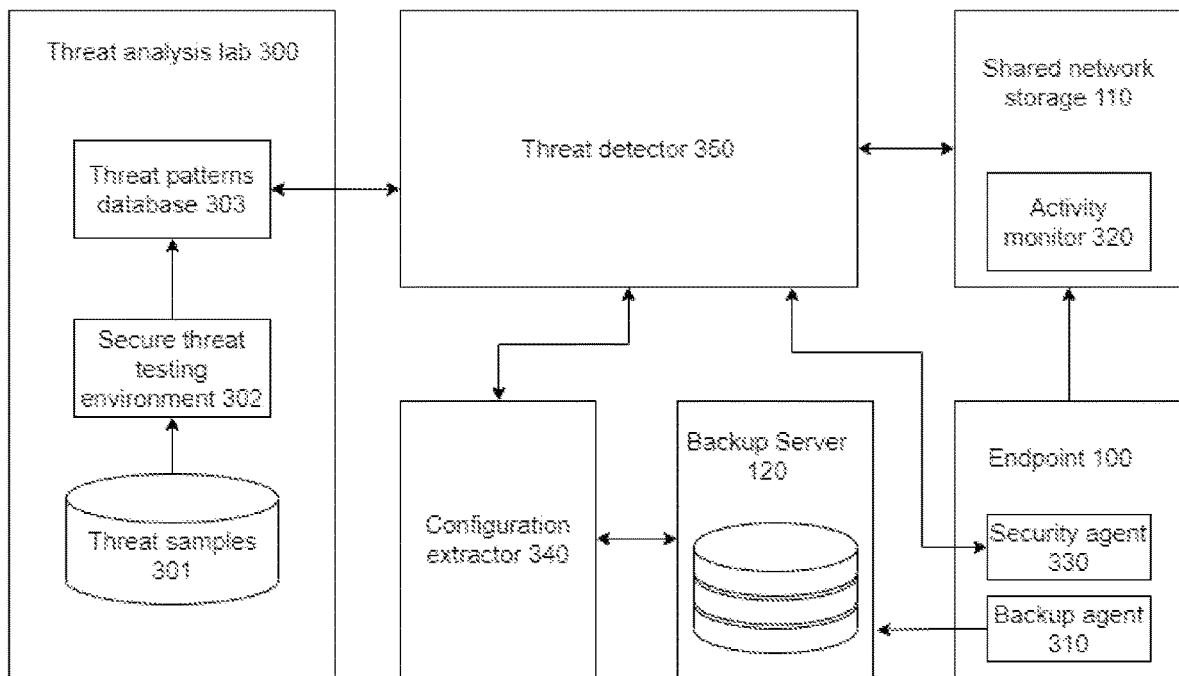 Threat analysis lab 300
Threat patterns
database 303
Secure threat
testing
environment 302
Threat samples
301
Threat detector 350
Shared network
storage 110
Activity
monitor 320
Configuration
extractor 340
Backup Server
120
Endpoint 100
Security agent
330
Backup agent
310